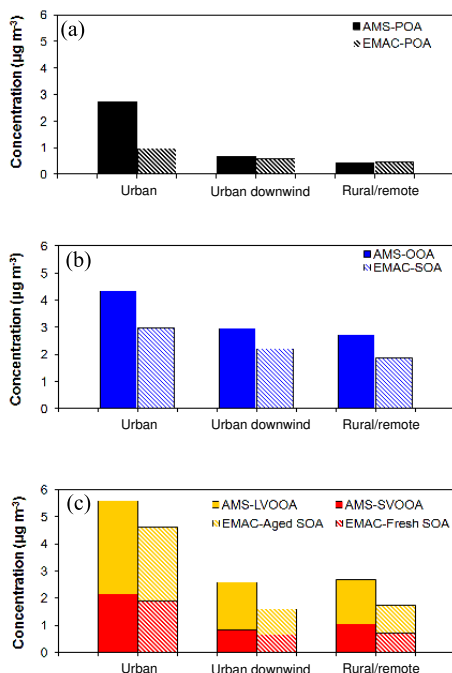 (a)
AMS-POA
EMAC-POA
Concentration (µg m-3)
6
5
4
3
2
1
0
Urban
Urban downwind
Rural/remote
(b)
AMS-OOA
EMAC-SOA
Concentration (µg m-3)
6
5
4
3
2
1
0
Urban
Urban downwind
Rural/remote
(c)
AMS-LVOOA
AMS-SVOOA
EMAC-Aged SOA
EMAC-Fresh SOA
Concentration (µg m-3)
6
5
4
3
2
1
0
Urban
Urban downwind
Rural/remote